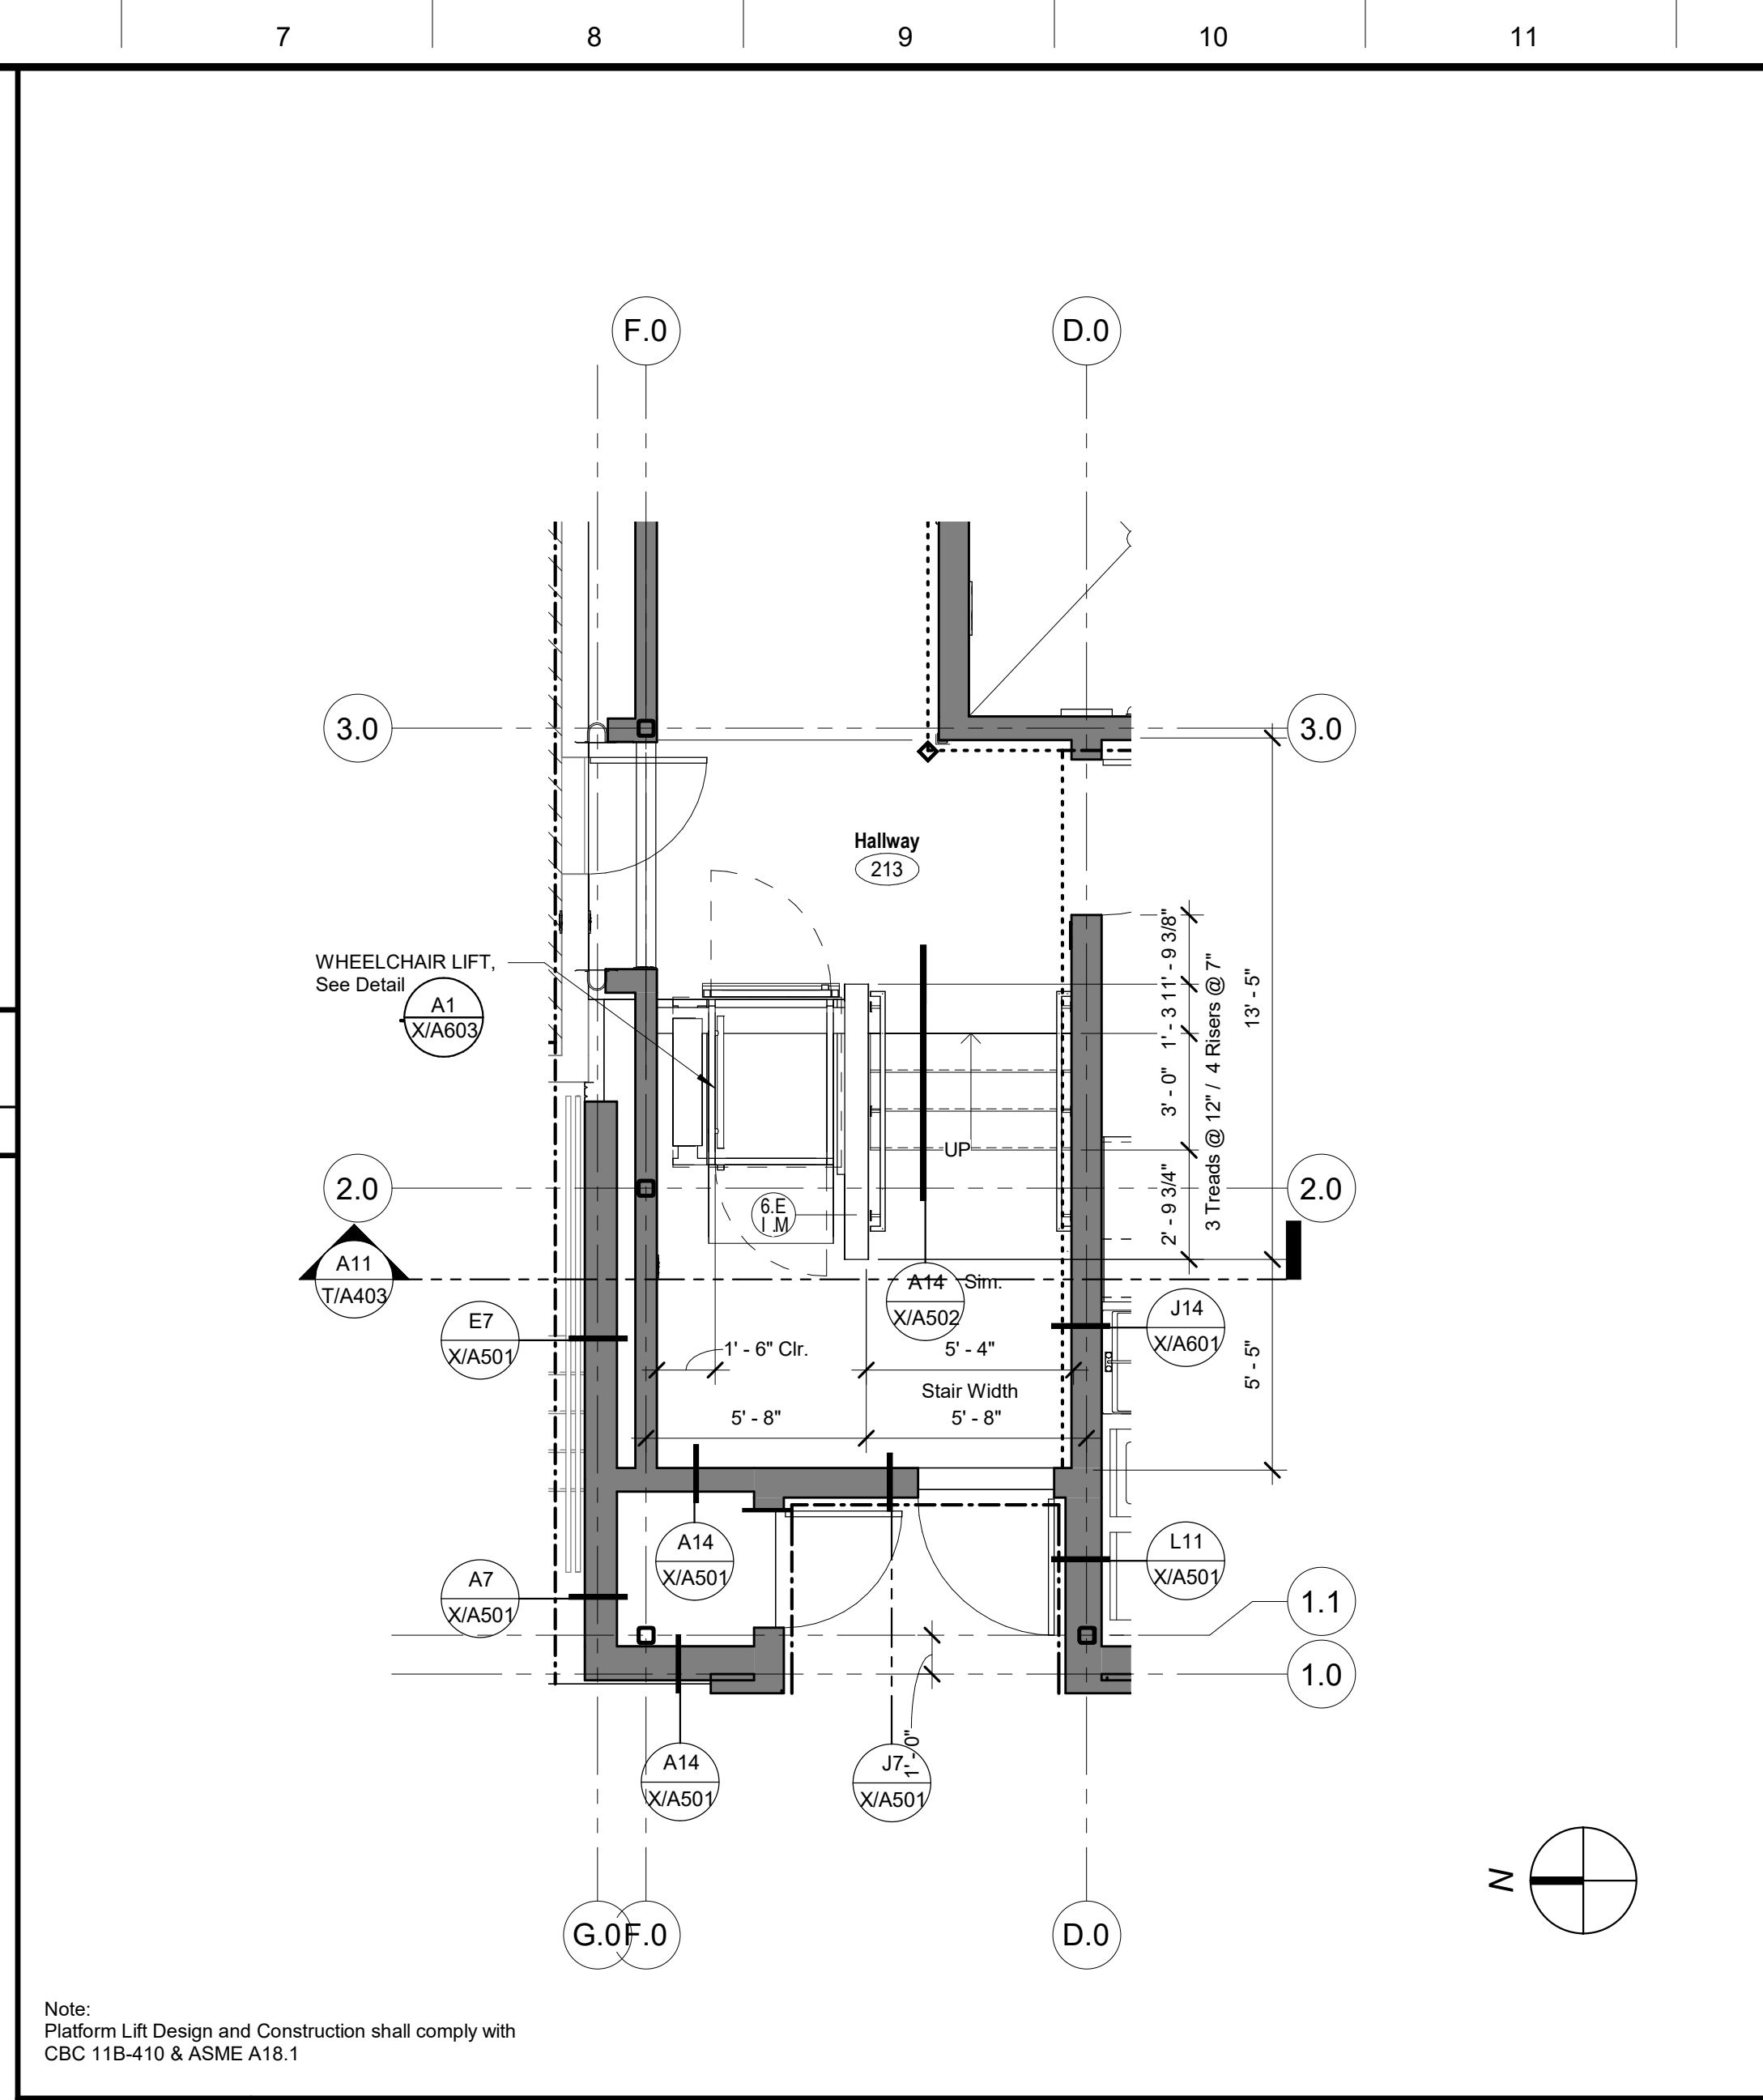 7 8 9 10 11
F.0 D.0
3.0 3.0
Hallway
213
WHEELCHAIR LIFT,
See Detail
A1
X/A603
1' - 9 3/8"
1' - 3 1
3' - 0"
2' - 9 3/4"
3 Treads @ 12" / 4 Risers @ 7"
13' - 5"
UP
2.0 2.0
6.E
I .M
A11
T/A403
A14 Sim.
X/A502
E7
X/A501
J14
X/A601
1' - 6" Clr.
5' - 4"
Stair Width
5' - 8" 5' - 8"
5' - 5"
A14
X/A501
L11
X/A501
A7
X/A501
1.1
1.0
1' - 0"
A14
X/A501
J7
X/A501
N
G.0 F.0 D.0
Note:
Platform Lift Design and Construction shall comply with
CBC 11B-410 & ASME A18.1